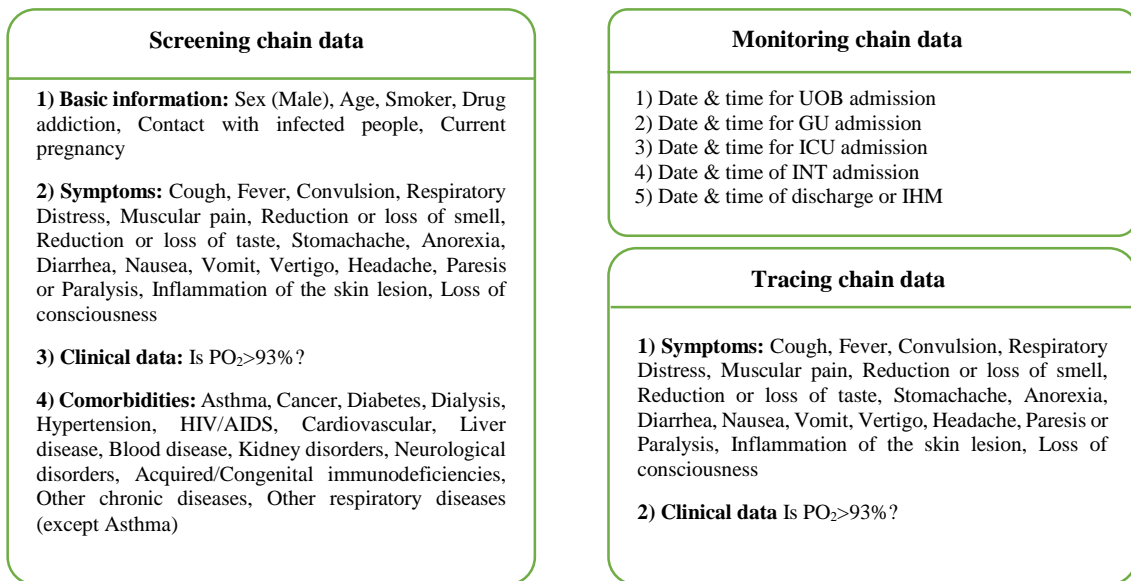 Screening chain data
1) Basic information: Sex (Male), Age, Smoker, Drug
addiction, Contact with infected people, Current
pregnancy
2) Symptoms: Cough, Fever, Convulsion, Respiratory
Distress, Muscular pain, Reduction or loss of smell,
Reduction or loss of taste, Stomachache, Anorexia,
Diarrhea, Nausea, Vomit, Vertigo, Headache, Paresis
or Paralysis, Inflammation of the skin lesion, Loss of
consciousness
3) Clinical data: Is PO₂>93%?
4) Comorbidities: Asthma, Cancer, Diabetes, Dialysis,
Hypertension, HIV/AIDS, Cardiovascular, Liver
disease, Blood disease, Kidney disorders, Neurological
disorders, Acquired/Congenital immunodeficiencies,
Other chronic diseases, Other respiratory diseases
(except Asthma)
Monitoring chain data
1) Date & time for UOB admission
2) Date & time for GU admission
3) Date & time for ICU admission
4) Date & time of INT admission
5) Date & time of discharge or IHM
Tracing chain data
1) Symptoms: Cough, Fever, Convulsion, Respiratory
Distress, Muscular pain, Reduction or loss of smell,
Reduction or loss of taste, Stomachache, Anorexia,
Diarrhea, Nausea, Vomit, Vertigo, Headache, Paresis or
Paralysis, Inflammation of the skin lesion, Loss of
consciousness
2) Clinical data Is PO₂>93%?